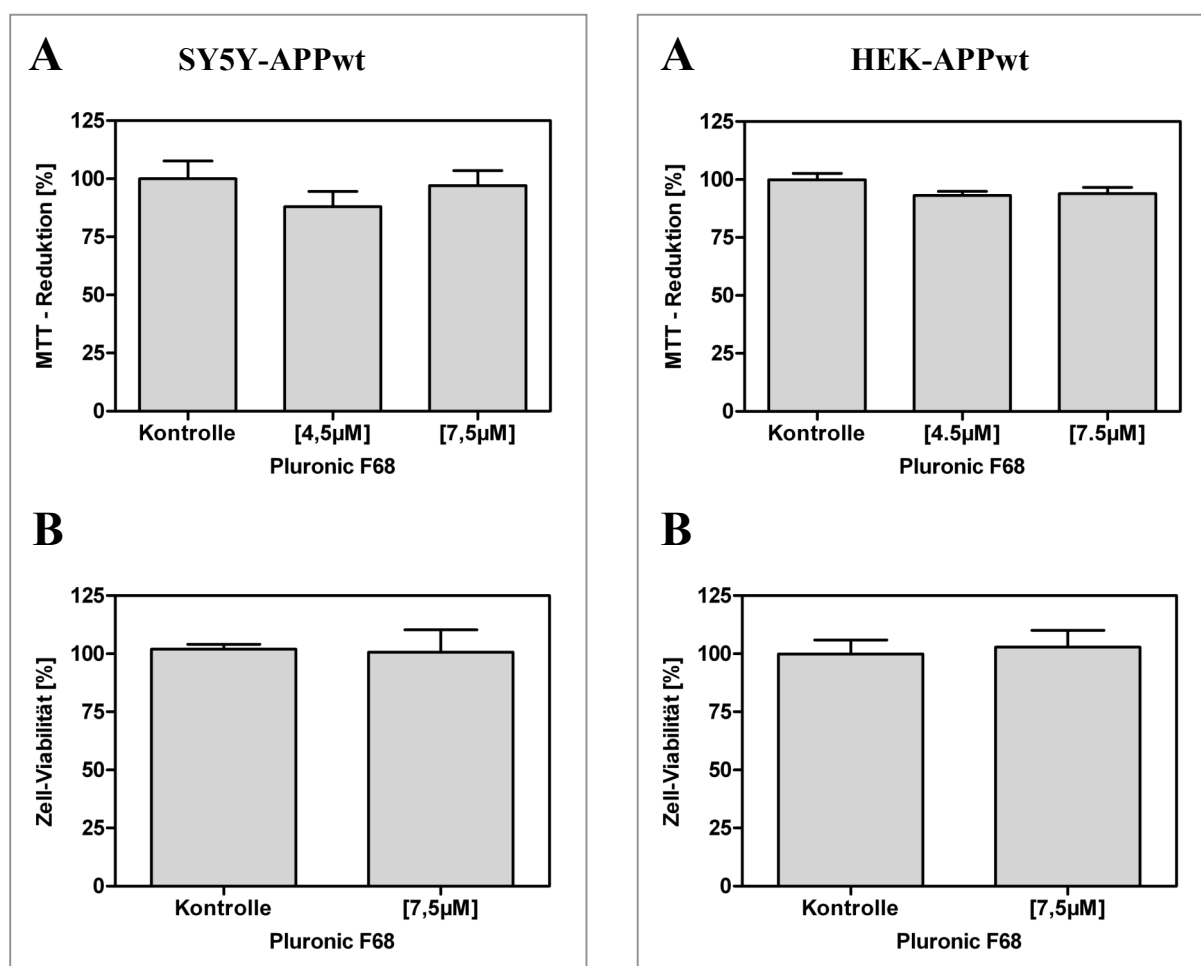 A
SY5Y-APPwt
MTT - Reduktion [%]
125
100
75
50
25
0
Kontrolle [4,5µM] [7,5µM]
Pluronic F68
B
Zell-Viabilität [%]
125
100
75
50
25
0
Kontrolle [7,5µM]
Pluronic F68
A
HEK-APPwt
MTT - Reduktion [%]
125
100
75
50
25
0
Kontrolle [4.5µM] [7.5µM]
Pluronic F68
B
Zell-Viabilität [%]
125
100
75
50
25
0
Kontrolle [7,5µM]
Pluronic F68